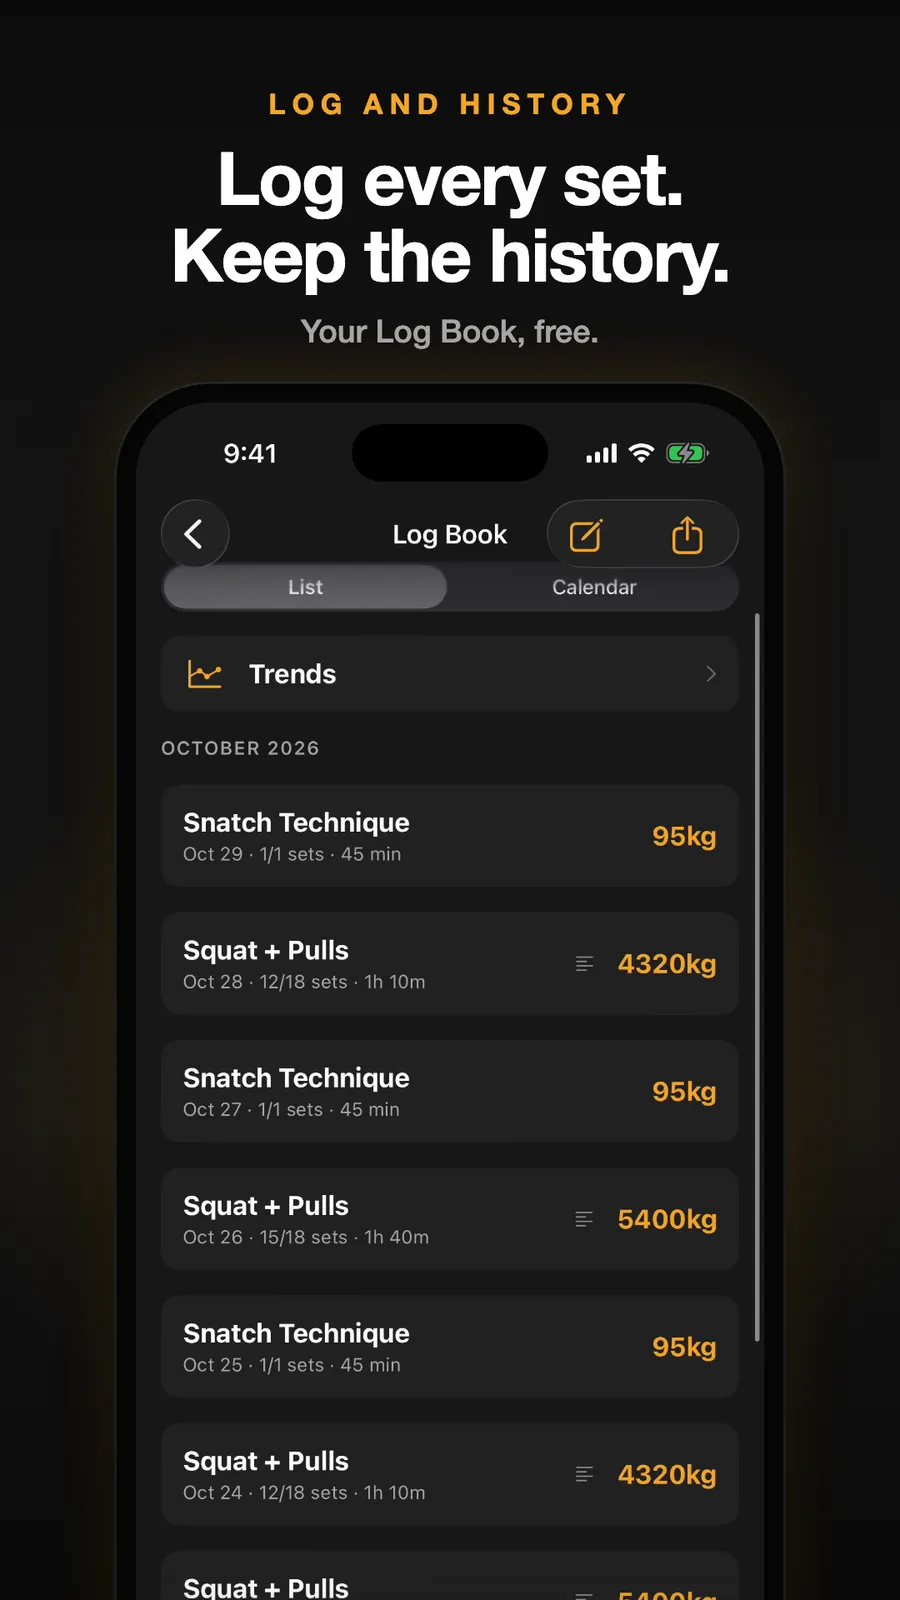 LOG AND HISTORY
Log every set.
Keep the history.
Your Log Book, free.
9:41
Log Book
List
Calendar
Trends
OCTOBER 2026
Snatch Technique
Oct 29 · 1/1 sets · 45 min
95kg
Squat + Pulls
Oct 28 · 12/18 sets · 1h 10m
4320kg
Snatch Technique
Oct 27 · 1/1 sets · 45 min
95kg
Squat + Pulls
Oct 26 · 15/18 sets · 1h 40m
5400kg
Snatch Technique
Oct 25 · 1/1 sets · 45 min
95kg
Squat + Pulls
Oct 24 · 12/18 sets · 1h 10m
4320kg
Squat + Pulls
5400kg